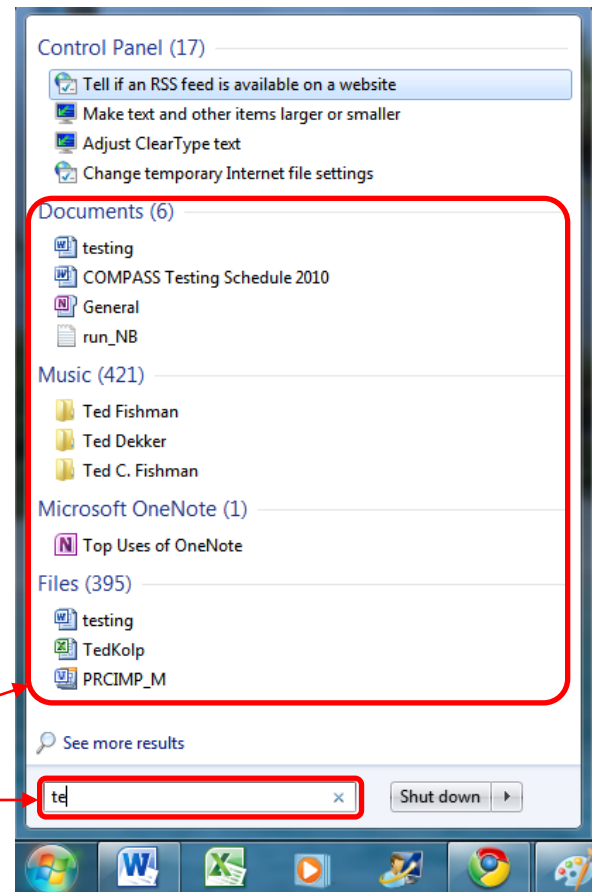 Control Panel (17)
Tell if an RSS feed is available on a website
Make text and other items larger or smaller
Adjust ClearType text
Change temporary Internet file settings
Documents (6)
testing
COMPASS Testing Schedule 2010
General
run_NB
Music (421)
Ted Fishman
Ted Dekker
Ted C. Fishman
Microsoft OneNote (1)
Top Uses of OneNote
Files (395)
testing
TedKolp
PRCIMP_M
See more results
te
Shut down